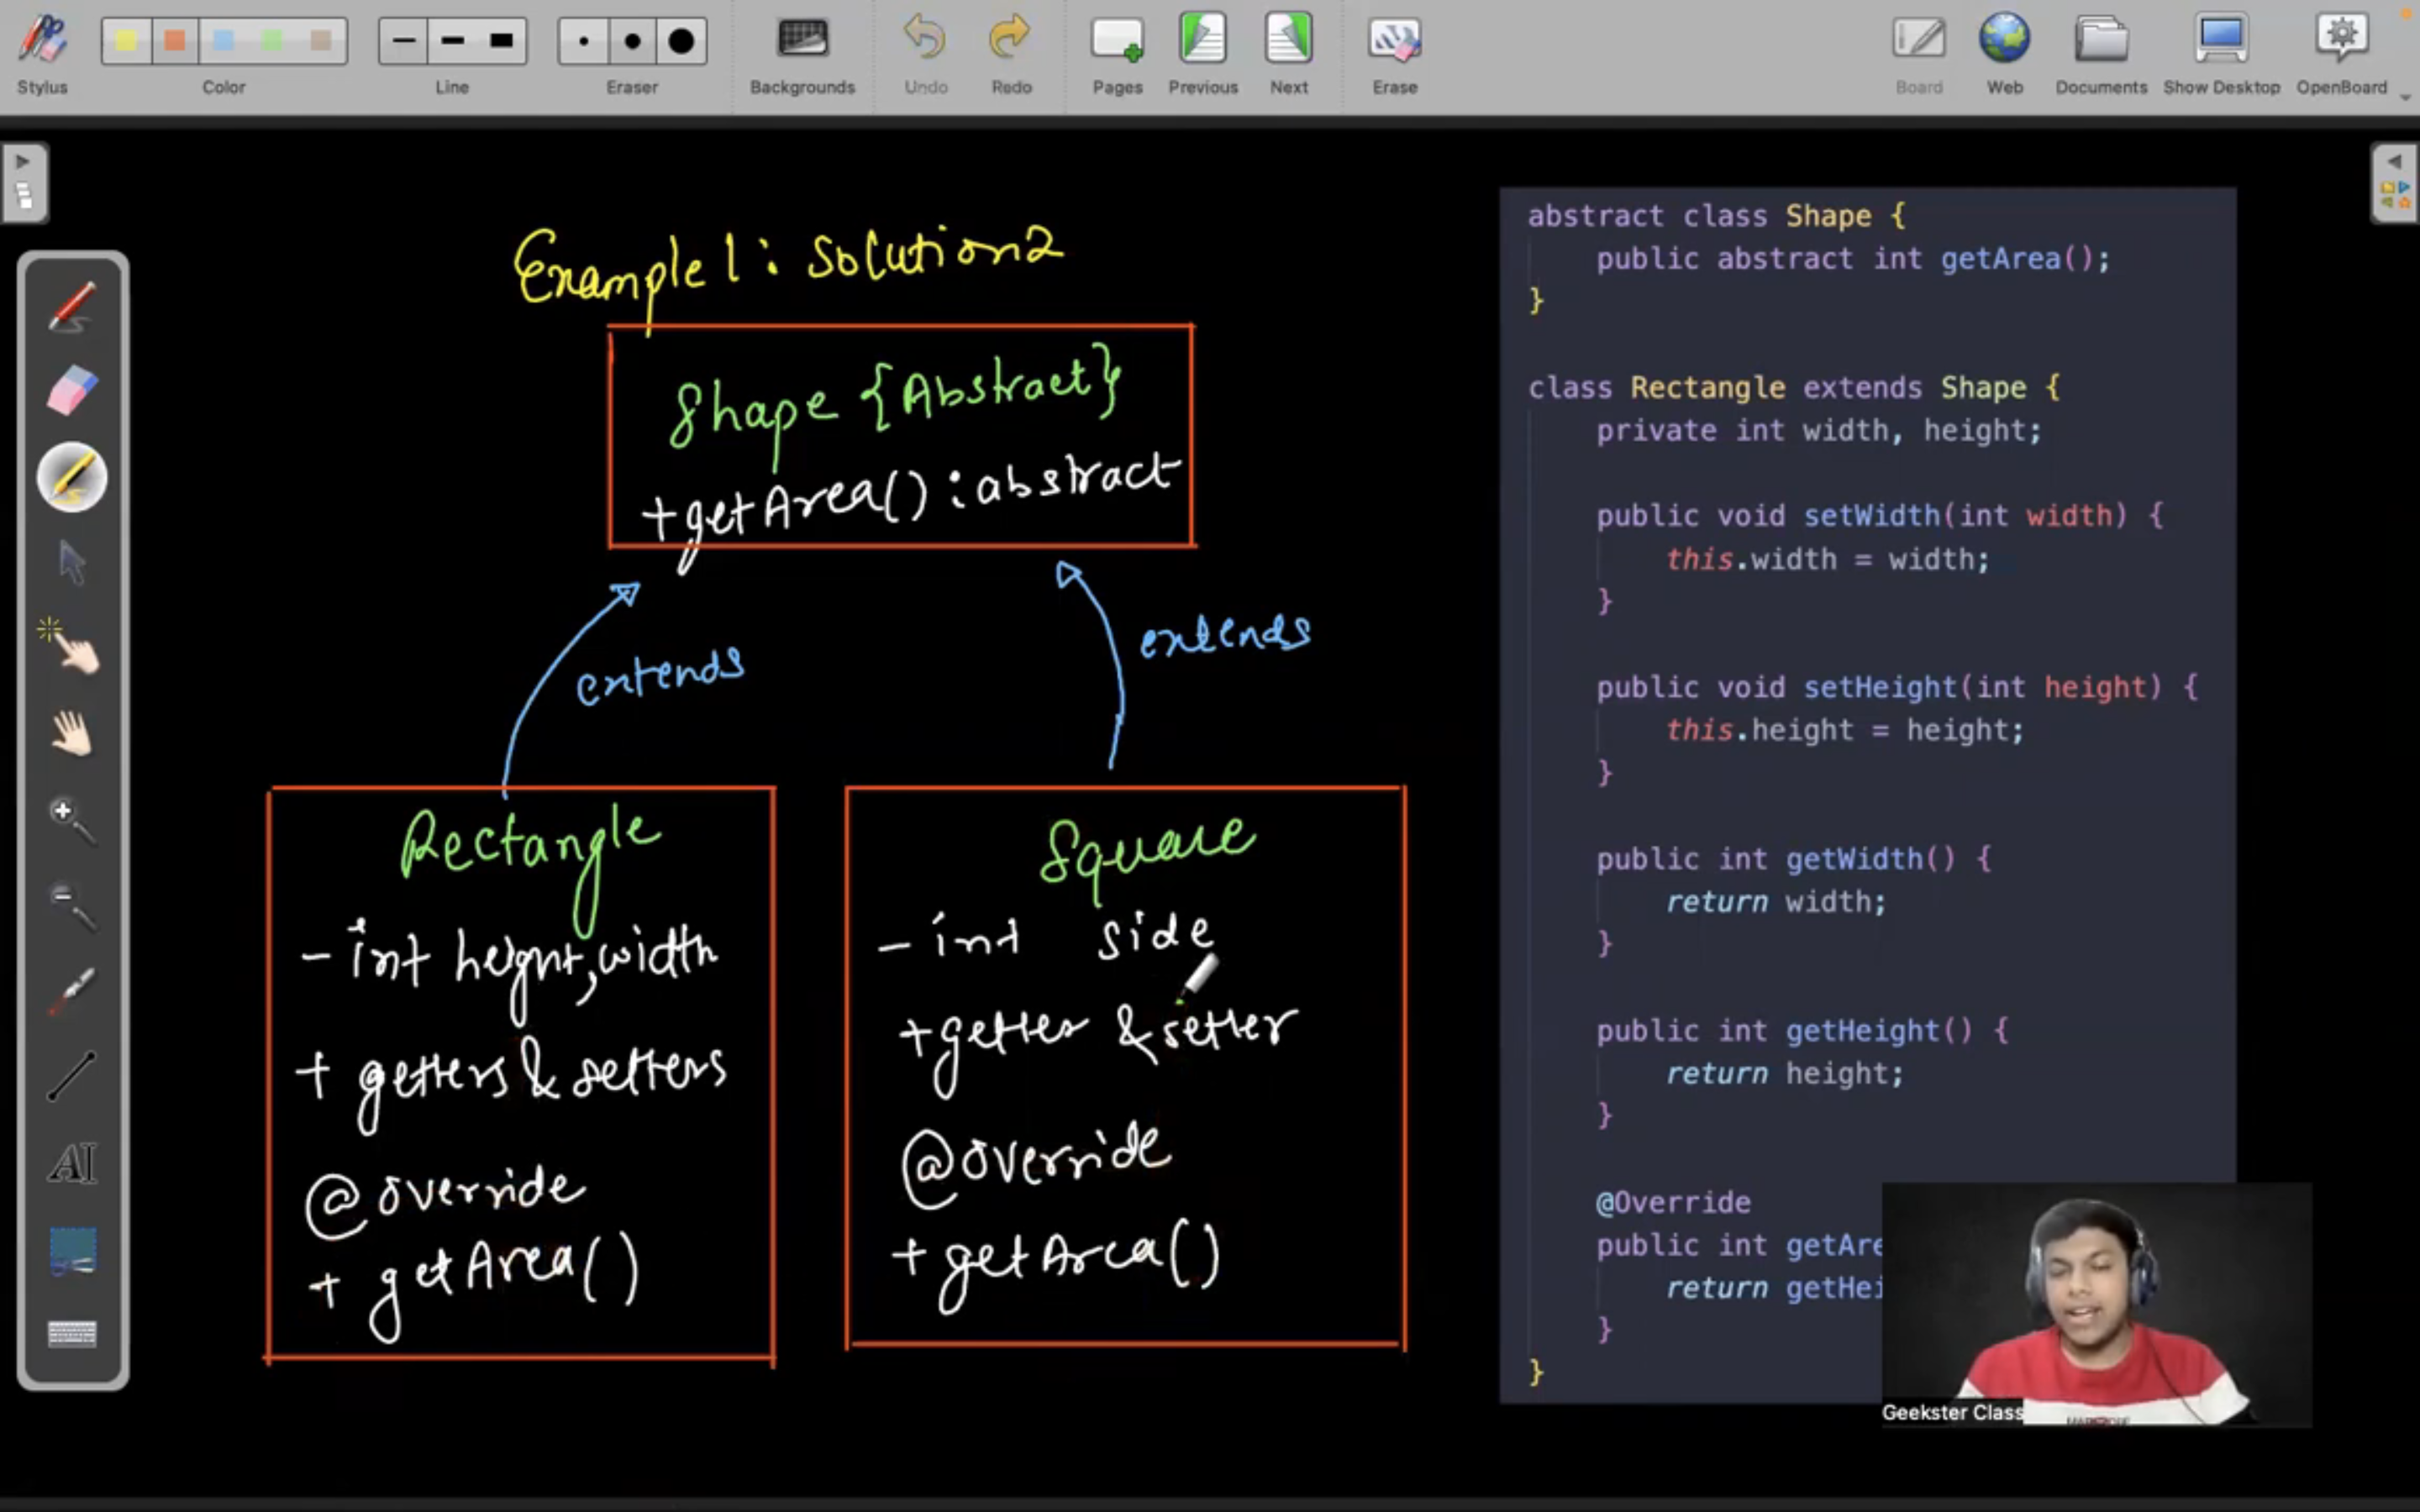 Stylus
Color
Line
Eraser
Backgrounds
Undo
Redo
Pages
Previous
Next
Erase
Board
Web
Documents
Show Desktop
OpenBoard
Example 1: Solution 2
Shape {Abstract}
+getArea() : abstract
extends
extends
Rectangle
- int height, width
+ getters & setters
@override
+ getArea()
Square
- int side
+getter & setter
@override
+ getArea()
abstract class Shape {
public abstract int getArea();
}
class Rectangle extends Shape {
private int width, height;
public void setWidth(int width) {
this.width = width;
}
public void setHeight(int height) {
this.height = height;
}
public int getWidth() {
return width;
}
public int getHeight() {
return height;
}
@Override
public int getAre
return getHei
}
}
Geekster Class
AI